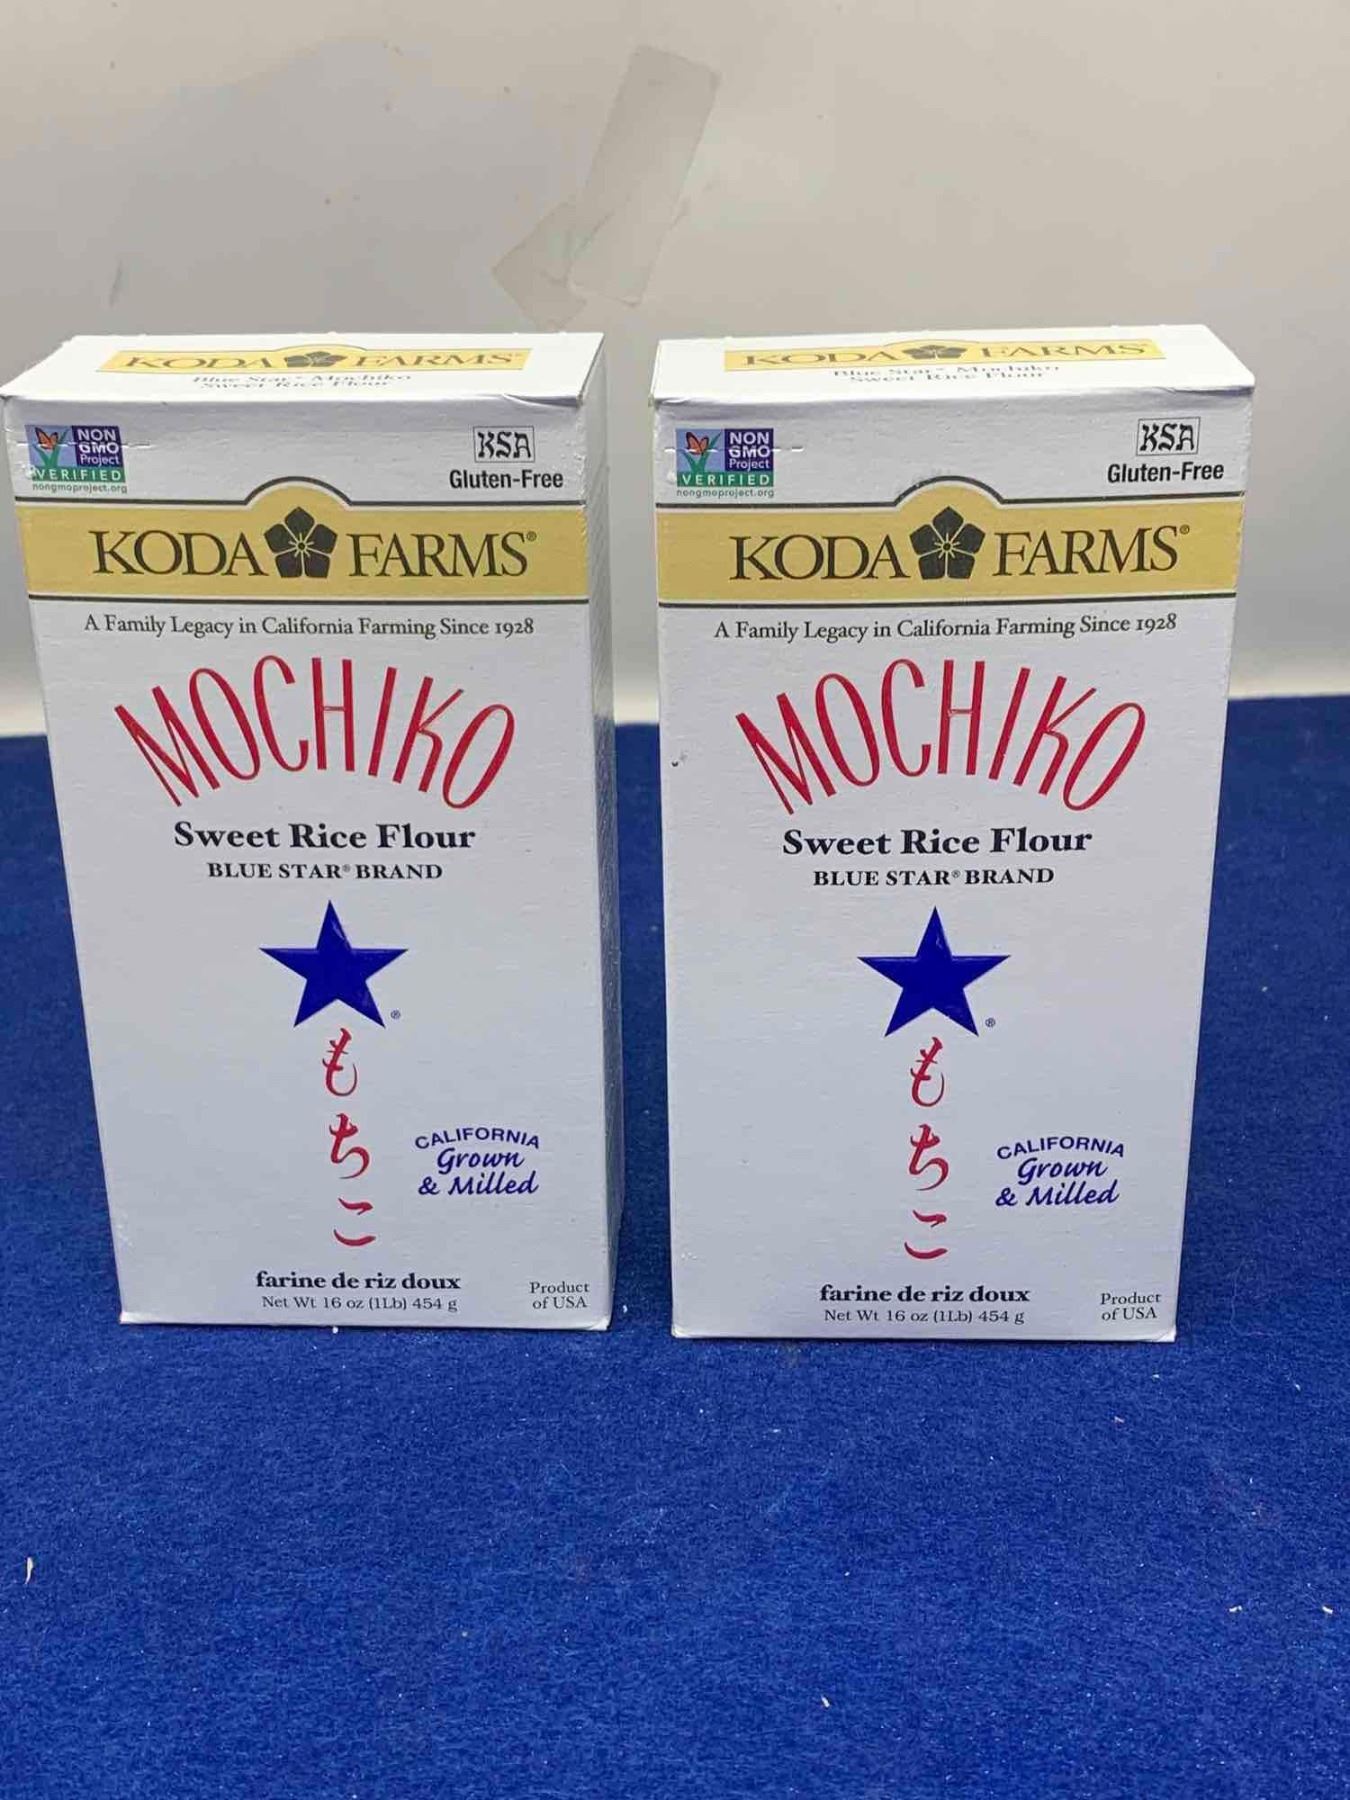 KODA FARMS
Blue Star® Mochiko
Sweet Rice Flour
NON
GMO
Project
VERIFIED
nongmoproject.org
KSA
Gluten-Free
KODA FARMS®
A Family Legacy in California Farming Since 1928
MOCHIKO
Sweet Rice Flour
BLUE STAR® BRAND
®
もちこ
CALIFORNIA
Grown
& Milled
farine de riz doux
Net Wt 16 oz (1Lb) 454 g
Product
of USA
KODA FARMS
Blue Star® Mochiko
Sweet Rice Flour
NON
GMO
Project
VERIFIED
nongmoproject.org
KSA
Gluten-Free
KODA FARMS®
A Family Legacy in California Farming Since 1928
MOCHIKO
Sweet Rice Flour
BLUE STAR® BRAND
®
もちこ
CALIFORNIA
Grown
& Milled
farine de riz doux
Net Wt 16 oz (1Lb) 454 g
Product
of USA